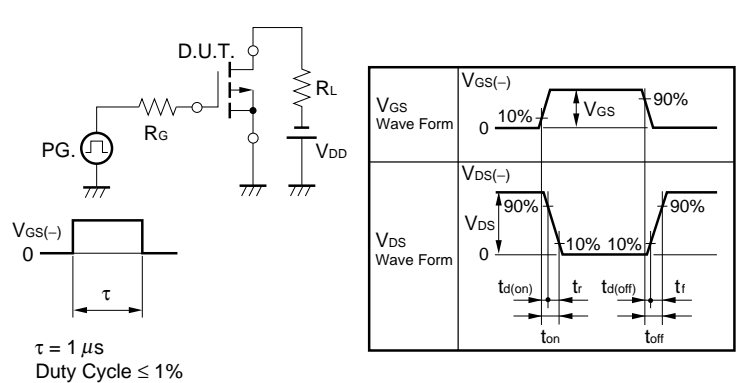 D.U.T.
RL
RG
PG.
VDD
VGS(−)
0
τ
τ = 1 μs
Duty Cycle ≤ 1%
VGS
Wave Form
VGS(−)
10%
VGS
90%
0
VDS
Wave Form
VDS(−)
90%
VDS
10% 10%
90%
0
td(on) tr td(off) tf
ton toff